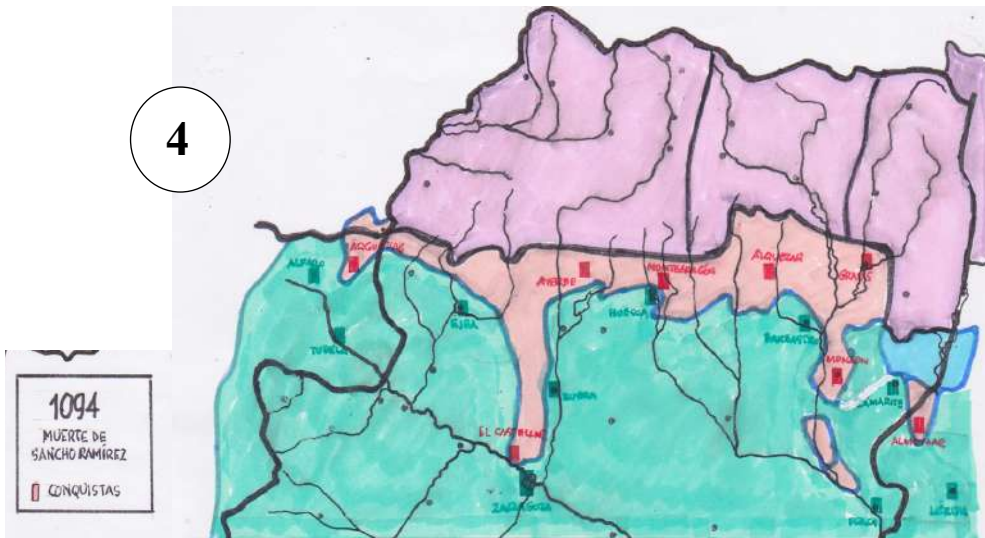 4
ARGUEDAS
ALFARO
AYERBE
MONTEARAGÓN
ALQUEZAR
GRAUS
HUESCA
EJEA
BARBASTRO
TUDELA
MONZÓN
ZUERA
TAMARITE
EL CASTELLAR
ALMENAR
ZARAGOZA
FRAGA
LÉRIDA
1094
MUERTE DE
SANCHO RAMÍREZ
CONQUISTAS